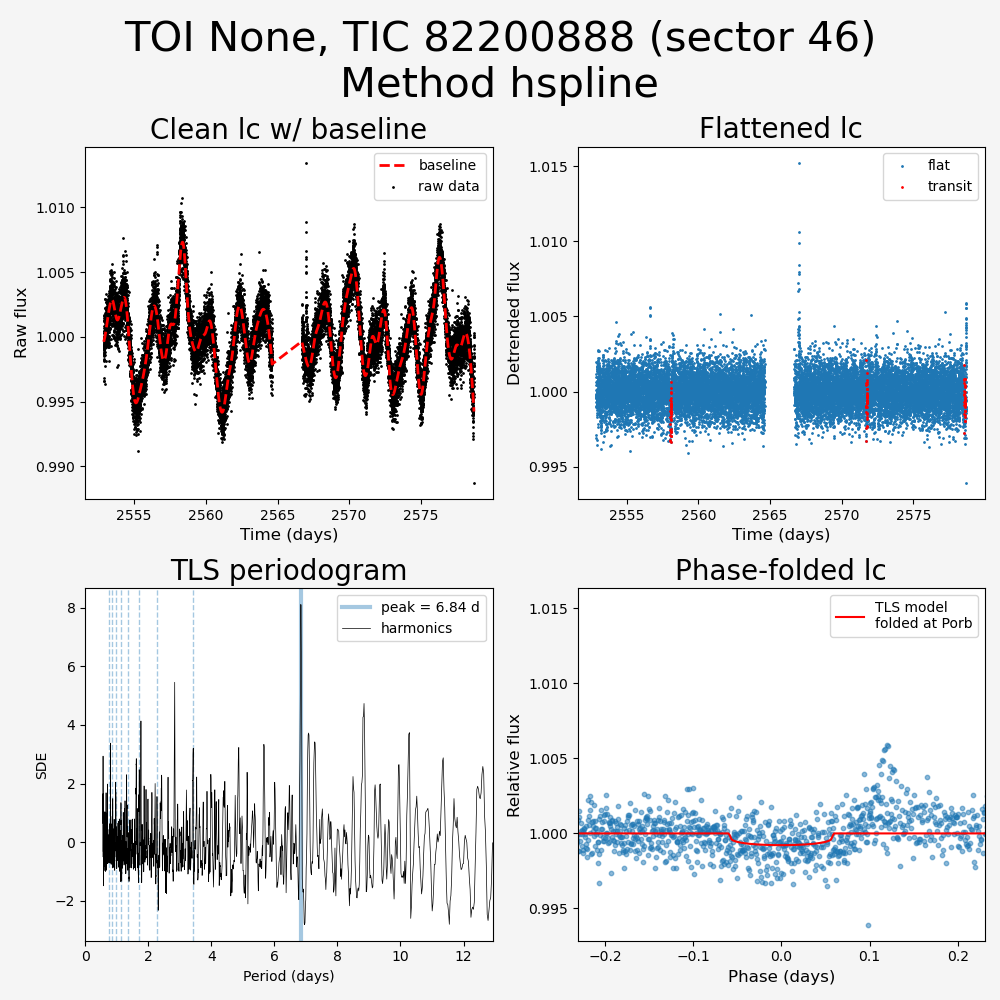 TOI None, TIC 82200888 (sector 46)
Method hspline
Clean lc w/ baseline
Raw flux
1.010
1.005
1.000
0.995
0.990
baseline
raw data
2555 2560 2565 2570 2575
Time (days)
Flattened lc
Detrended flux
1.015
1.010
1.005
1.000
0.995
flat
transit
2555 2560 2565 2570 2575
Time (days)
TLS periodogram
SDE
8
6
4
2
0
−2
peak = 6.84 d
harmonics
0 2 4 6 8 10 12
Period (days)
Phase-folded lc
Relative flux
1.015
1.010
1.005
1.000
0.995
TLS model
folded at Porb
−0.2 −0.1 0.0 0.1 0.2
Phase (days)